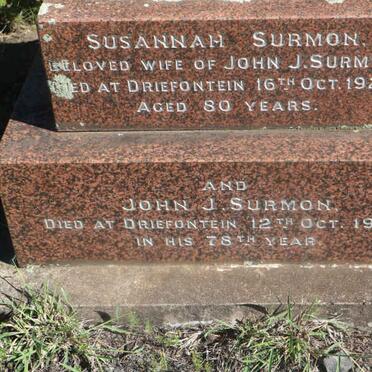 SUSANNAH SURMON.
BELOVED WIFE OF JOHN J. SURM
DIED AT DRIEFONTEIN 16TH OCT. 192
AGED 80 YEARS.
AND
JOHN J. SURMON.
DIED AT DRIEFONTEIN 12TH OCT. 19
IN HIS 78TH YEAR